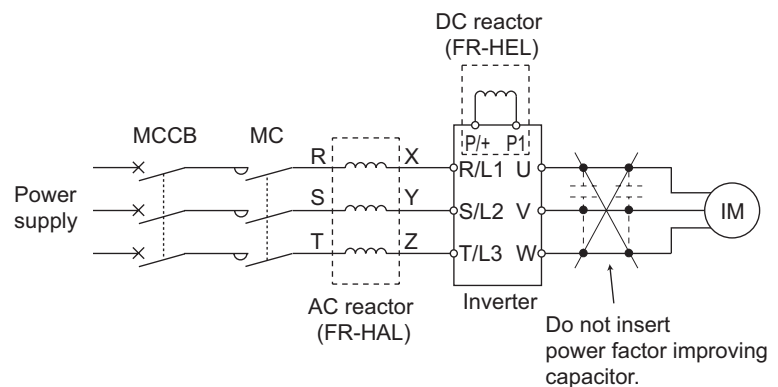 DC reactor
(FR-HEL)
MCCB
MC
R
X
P/+
P1
R/L1
U
Power
supply
S
Y
S/L2
V
IM
T
Z
T/L3
W
AC reactor
(FR-HAL)
Inverter
Do not insert
power factor improving
capacitor.